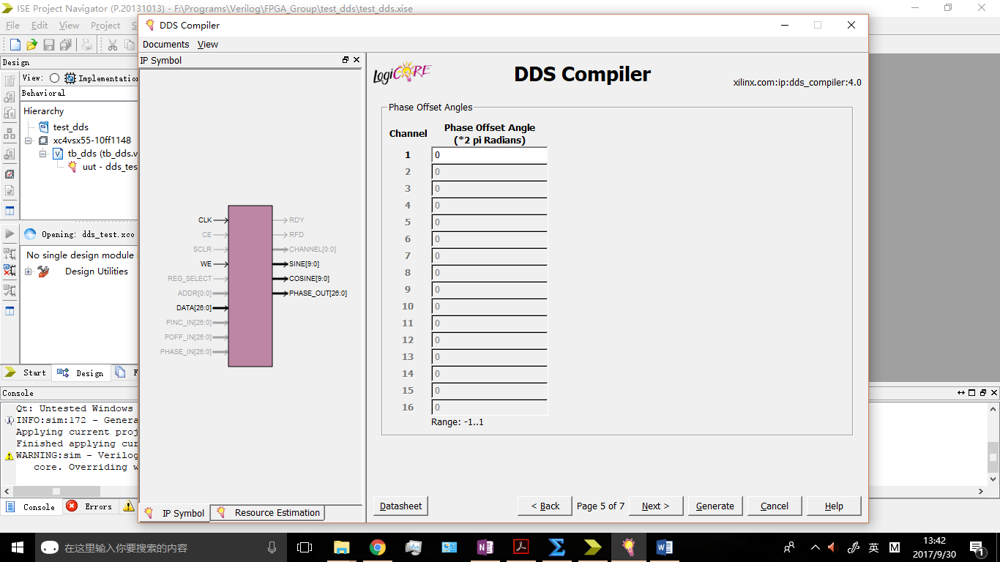 ISE Project Navigator (P.20131013) - F:\Programs\Verilog\FPGA_Group\test_dds\test_dds.xise
File Edit View Project
DDS Compiler
Documents View
Design
View: Implementation
Behavioral
Hierarchy
test_dds
xc4vsx55-10ff1148
tb_dds (tb_dds.v
uut - dds_tes
Opening: dds_test.xco
No single design module
Design Utilities
Start Design F
Console
Qt: Untested Windows
INFO:sim:172 - Genera
Applying current proj
Finished applying cur
WARNING:sim - Verilog
core. Overriding w
Console Errors
IP Symbol
CLK
CE
SCLR
WE
REG_SELECT
ADDR[0:0]
DATA[26:0]
PINC_IN[26:0]
POFF_IN[26:0]
PHASE_IN[26:0]
RDY
RFD
CHANNEL[0:0]
SINE[9:0]
COSINE[9:0]
PHASE_OUT[26:0]
IP Symbol Resource Estimation
LogiCORE
DDS Compiler
xilinx.com:ip:dds_compiler:4.0
Phase Offset Angles
Channel Phase Offset Angle
(*2 pi Radians)
1 0
2 0
3 0
4 0
5 0
6 0
7 0
8 0
9 0
10 0
11 0
12 0
13 0
14 0
15 0
16 0
Range: -1..1
Datasheet < Back Page 5 of 7 Next > Generate Cancel Help
在这里输入你要搜索的内容
英 M
13:42
2017/9/30
1